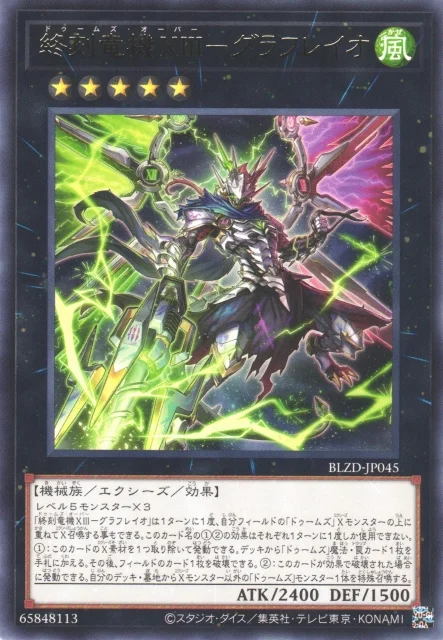 ドゥームズ オーバー
終刻竜機XIII－グラフレイオ
風
BLZD-JP045
【機械族／エクシーズ／効果】
レベル５モンスター×３
「終刻竜機XIII－グラフレイオ」は１ターンに１度、自分フィールドの「ドゥームズ」Xモンスターの上に
重ねてX召喚する事もできる。このカード名の①②の効果はそれぞれ１ターンに１度しか使用できない。
①：このカードのX素材を１つ取り除いて発動できる。デッキから「ドゥームズ」魔法・罠カード１枚を
手札に加える。その後、フィールドのカード１枚を破壊できる。②：このカードが効果で破壊された場合
に発動できる。自分のデッキ・墓地からXモンスター以外の「ドゥームズ」モンスター１体を特殊召喚する。
ATK/2400 DEF/1500
65848113
©スタジオ・ダイス／集英社・テレビ東京・KONAMI